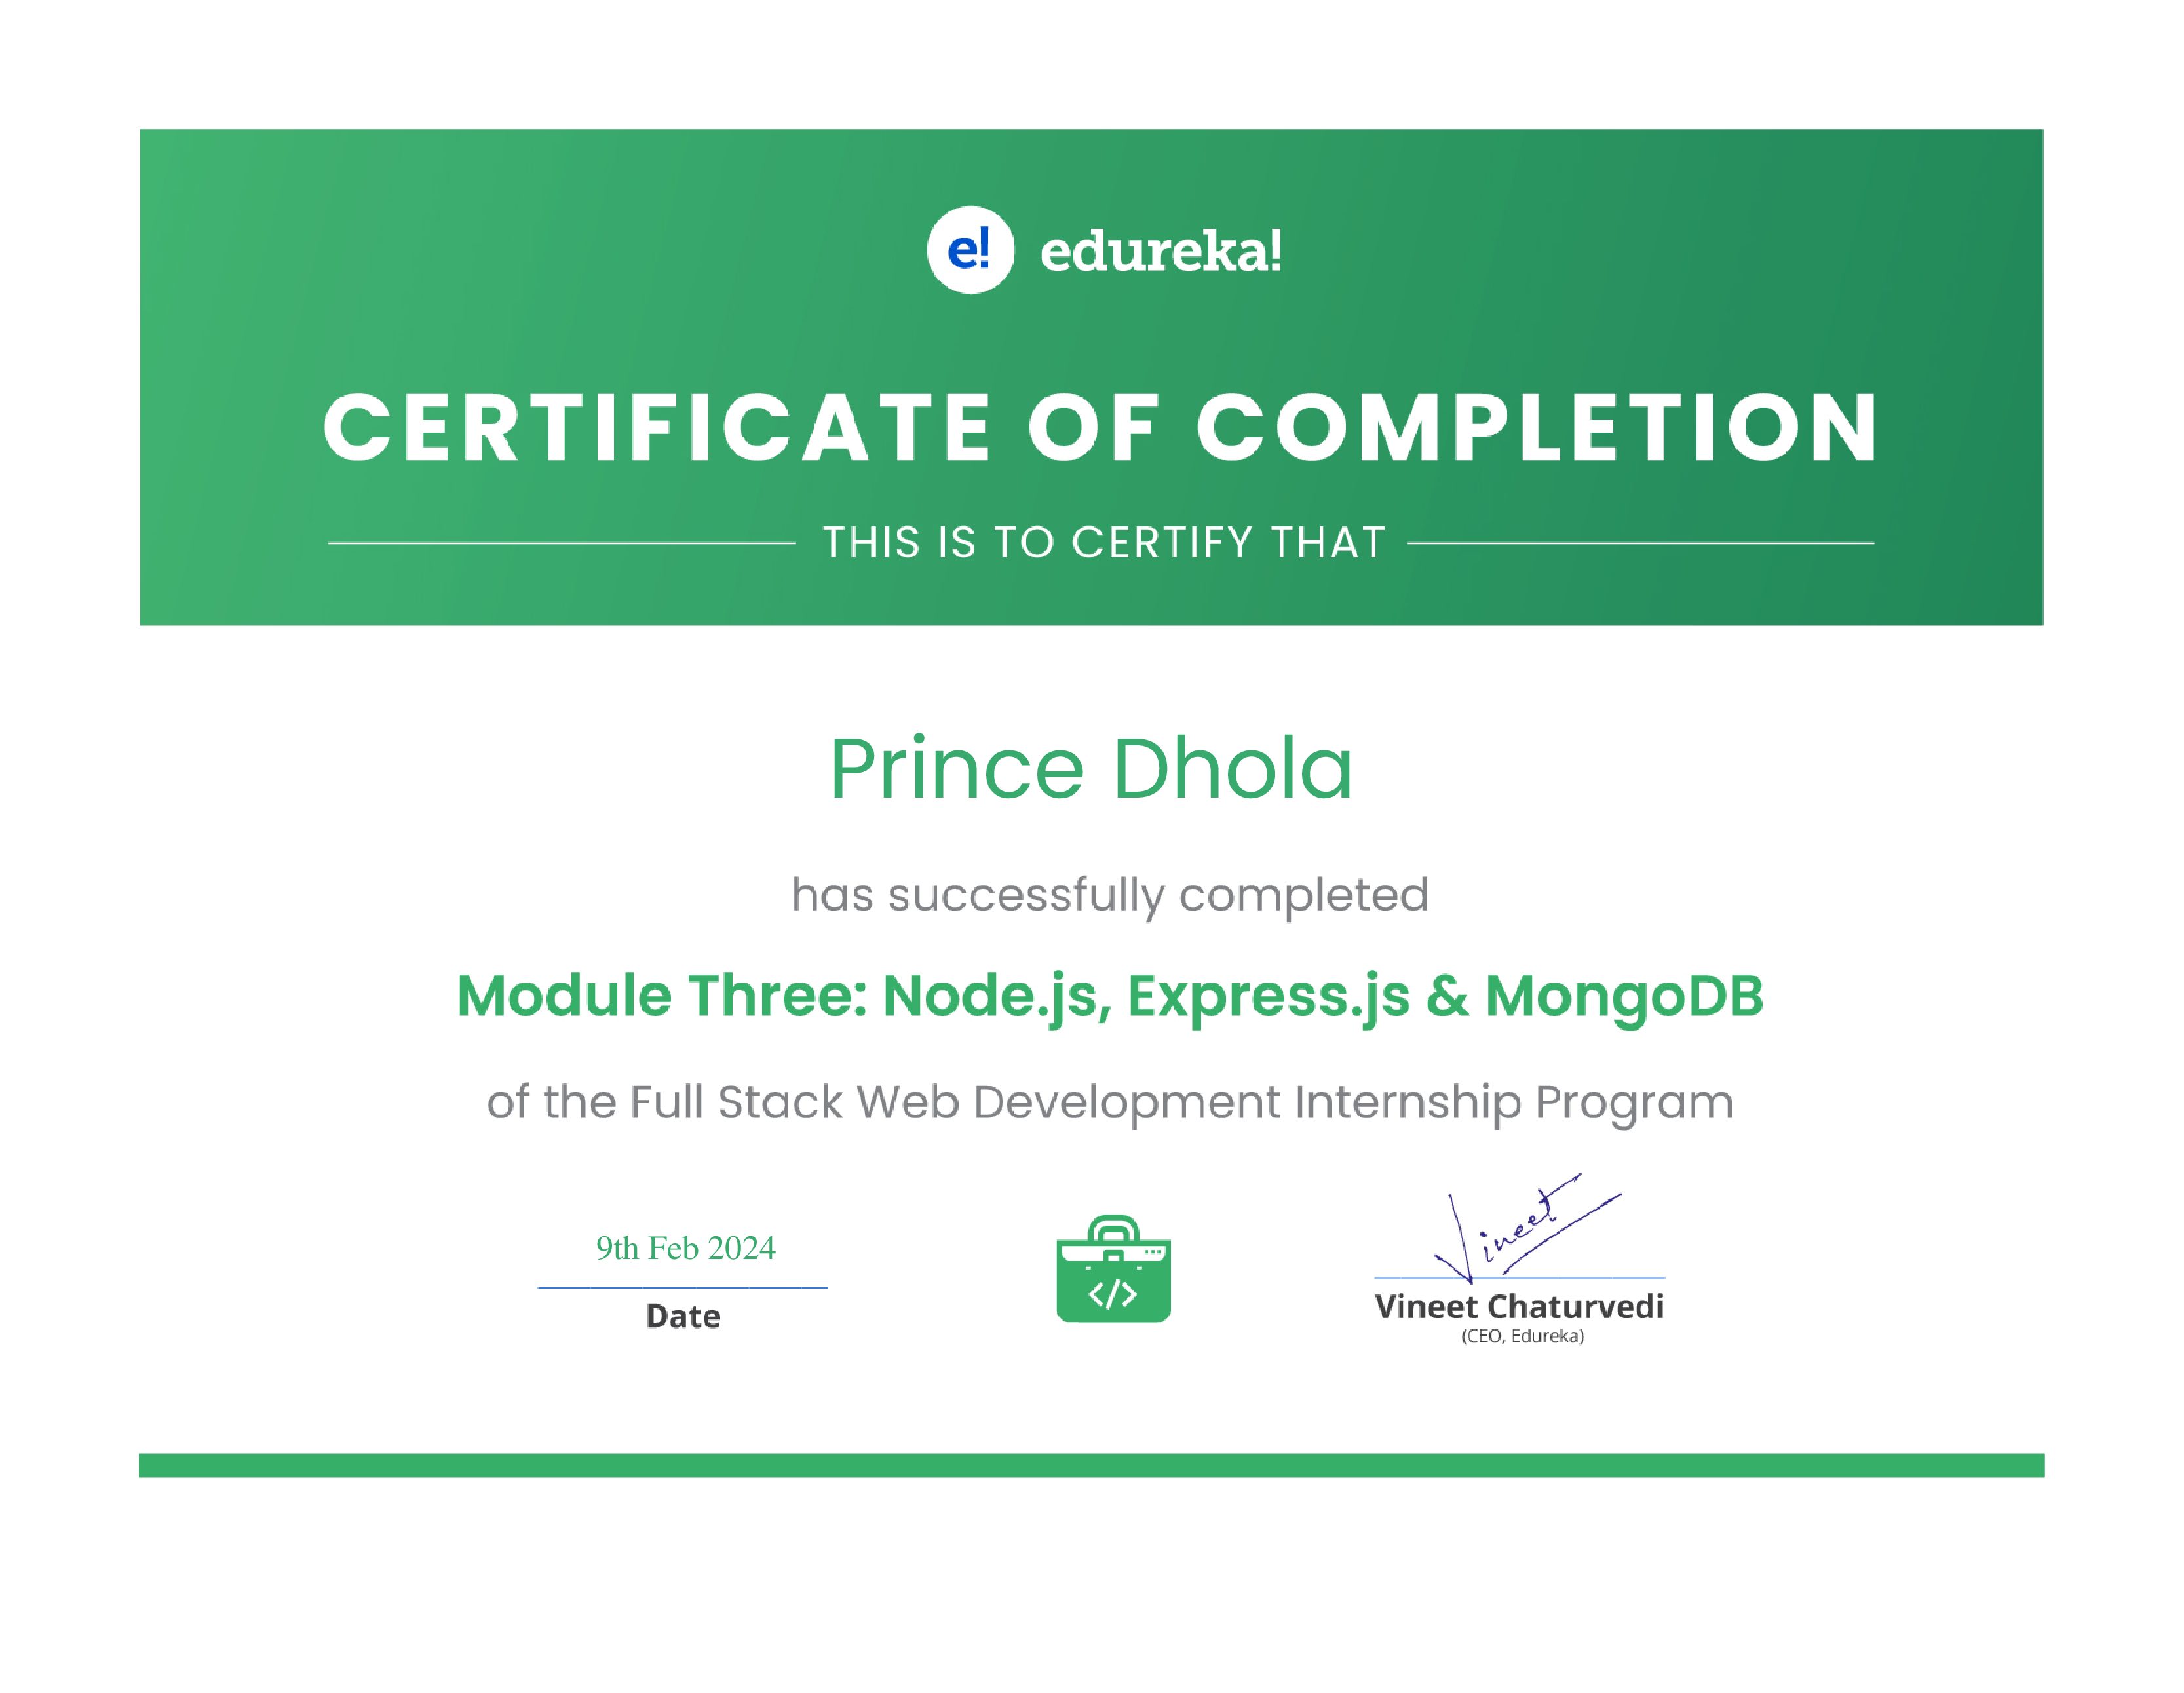 e! edureka!
CERTIFICATE OF COMPLETION
THIS IS TO CERTIFY THAT
Prince Dhola
has successfully completed
Module Three: Node.js, Express.js & MongoDB
of the Full Stack Web Development Internship Program
9th Feb 2024
Date
</>
Vineet
Vineet Chaturvedi
(CEO, Edureka)